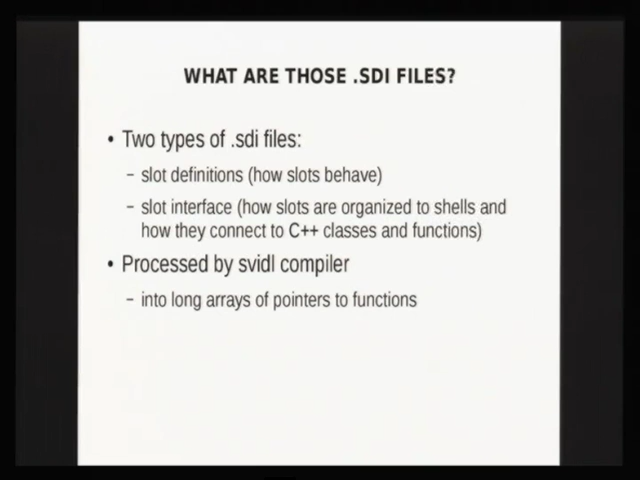 WHAT ARE THOSE .SDI FILES?
• Two types of .sdi files:
– slot definitions (how slots behave)
– slot interface (how slots are organized to shells and
how they connect to C++ classes and functions)
• Processed by svidl compiler
– into long arrays of pointers to functions